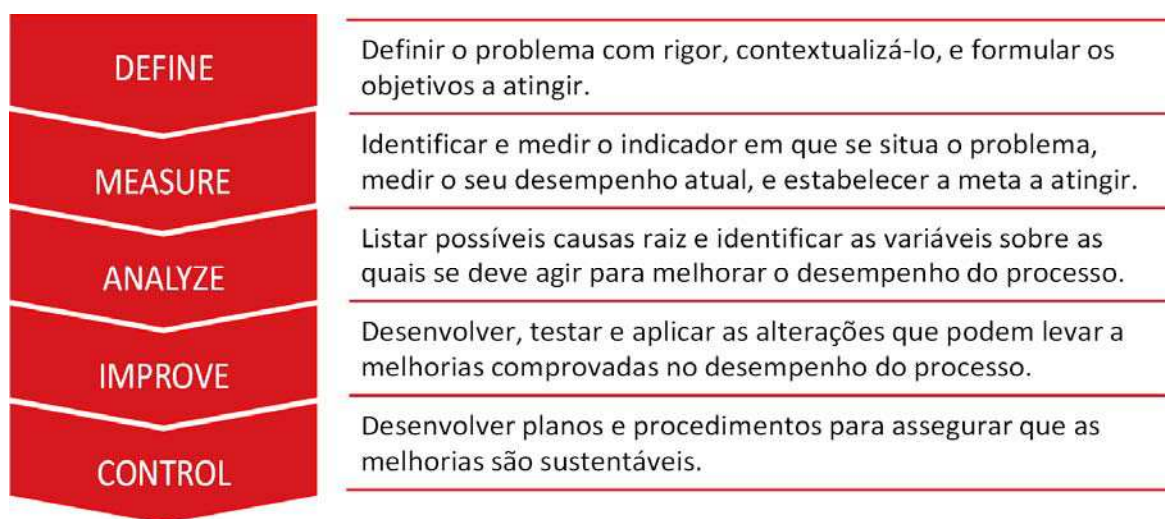 DEFINE
Definir o problema com rigor, contextualizá-lo, e formular os
objetivos a atingir.
MEASURE
Identificar e medir o indicador em que se situa o problema,
medir o seu desempenho atual, e estabelecer a meta a atingir.
ANALYZE
Listar possíveis causas raiz e identificar as variáveis sobre as
quais se deve agir para melhorar o desempenho do processo.
IMPROVE
Desenvolver, testar e aplicar as alterações que podem levar a
melhorias comprovadas no desempenho do processo.
CONTROL
Desenvolver planos e procedimentos para assegurar que as
melhorias são sustentáveis.